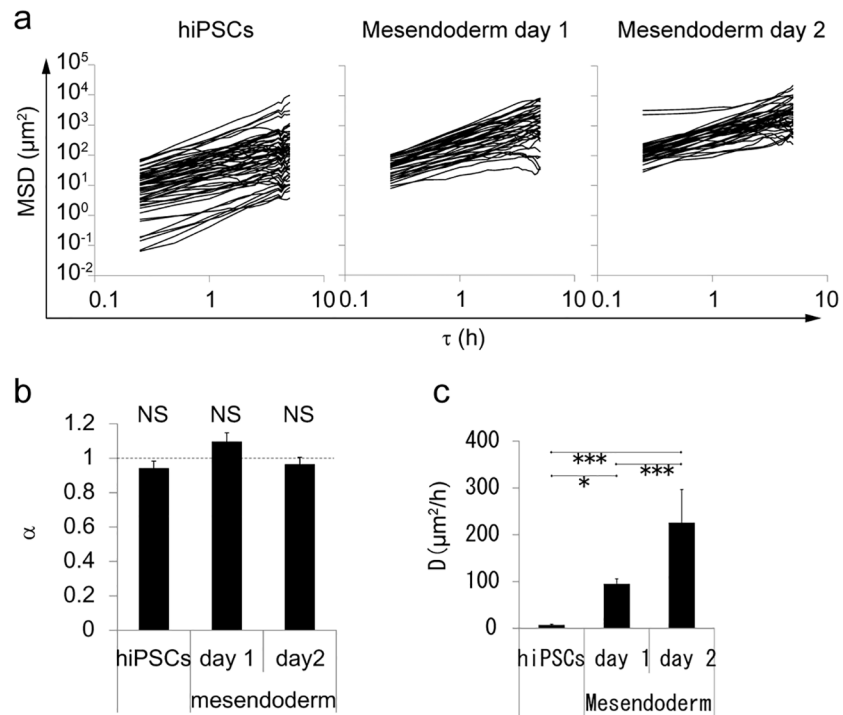 a
hiPSCs Mesendoderm day 1 Mesendoderm day 2
MSD (µm²)
10⁵
10⁴
10³
10²
10¹
10⁰
10⁻¹
10⁻²
0.1 1 10 0.1 1 10 0.1 1 10
τ (h)
b
NS NS NS
α
1.2
1
0.8
0.6
0.4
0.2
0
hiPSCs day 1 day2
mesendoderm
c
D (µm²/h)
400
300
200
100
0
***
* ***
hiPSCs day 1 day 2
Mesendoderm